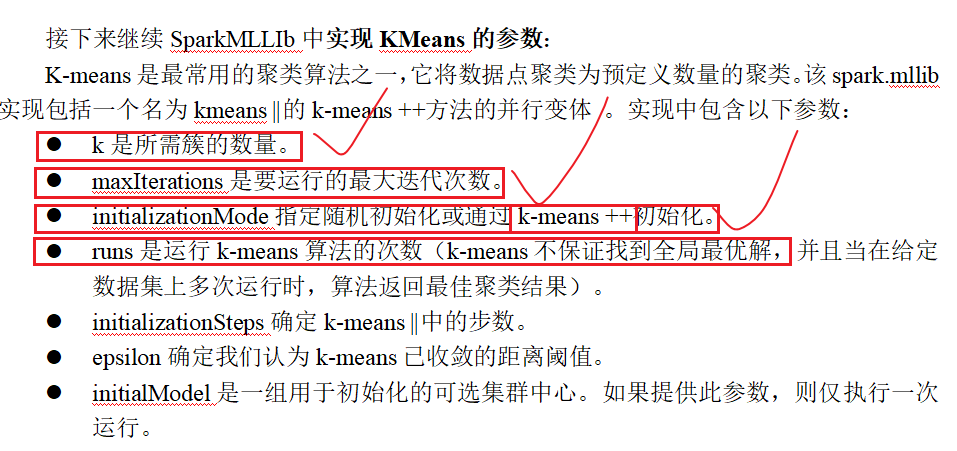 接下来继续 SparkMLLIb 中实现 KMeans 的参数：
K-means 是最常用的聚类算法之一，它将数据点聚类为预定义数量的聚类。该 spark.mllib
实现包括一个名为 kmeans ||的 k-means ++方法的并行变体 。实现中包含以下参数：
● k 是所需簇的数量。
● maxIterations 是要运行的最大迭代次数。
● initializationMode 指定随机初始化或通过 k-means ++初始化。
● runs 是运行 k-means 算法的次数（k-means 不保证找到全局最优解，并且当在给定
数据集上多次运行时，算法返回最佳聚类结果）。
● initializationSteps 确定 k-means ||中的步数。
● epsilon 确定我们认为 k-means 已收敛的距离阈值。
● initialModel 是一组用于初始化的可选集群中心。如果提供此参数，则仅执行一次
运行。